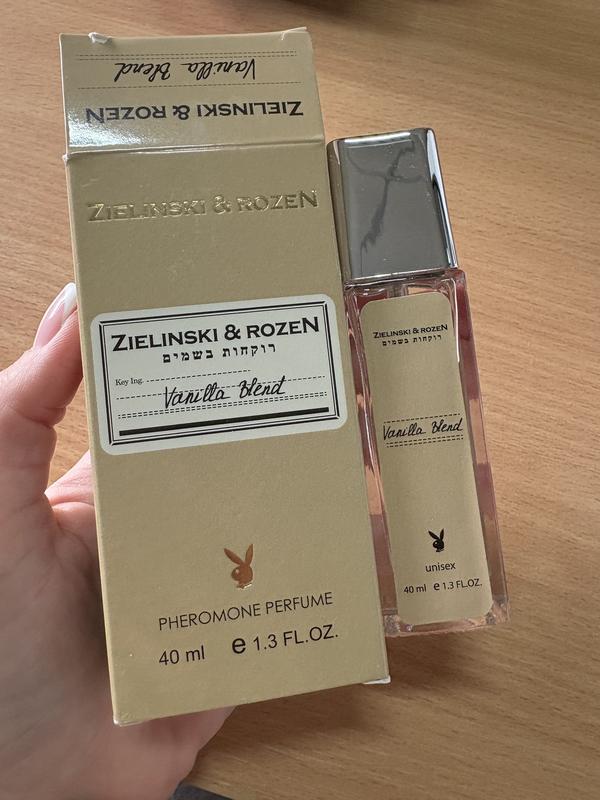 Vanilla Blend
ZIELINSKI & ROZEN
ZIELINSKI & ROZEN
ZIELINSKI & ROZEN
רוקחות בשמים
Key Ing.
Vanilla Blend
PHEROMONE PERFUME
40 ml e 1.3 FL.OZ.
ZIELINSKI & ROZEN
רוקחות בשמים
Vanilla Blend
unisex
40 ml e 1.3 FL.OZ.